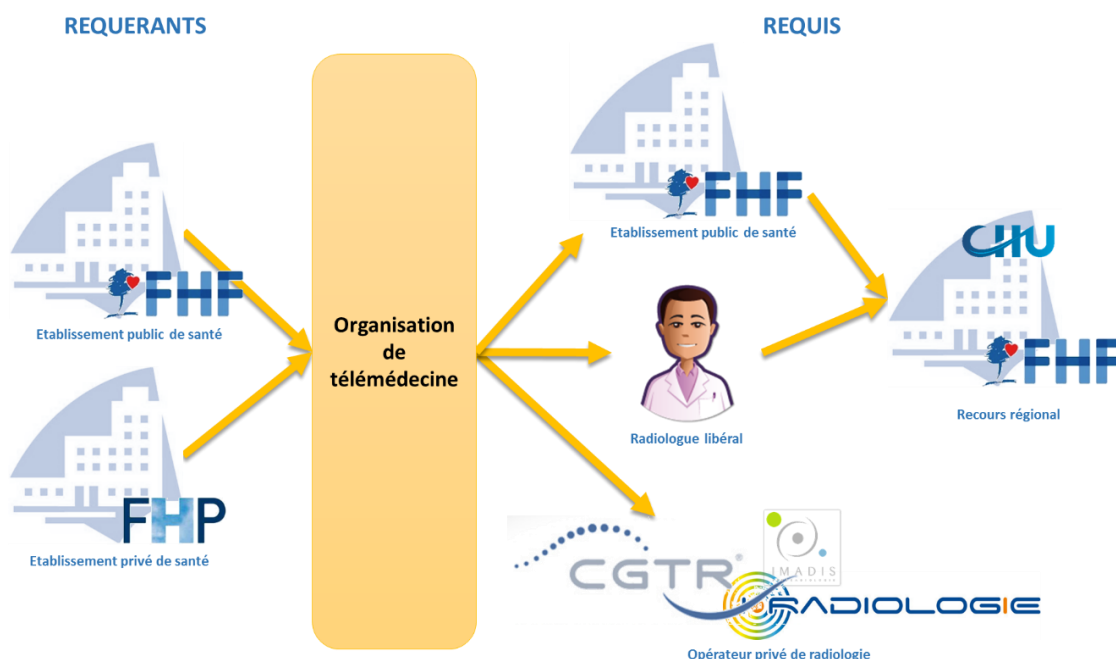 REQUERANTS
REQUIS
FHF
Etablissement public de santé
FHP
Etablissement privé de santé
Organisation
de
télémédecine
FHF
Etablissement public de santé
Radiologue libéral
CHU
FHF
Recours régional
CGTR
IMADIS
RADIOLOGIE
Opérateur privé de radiologie